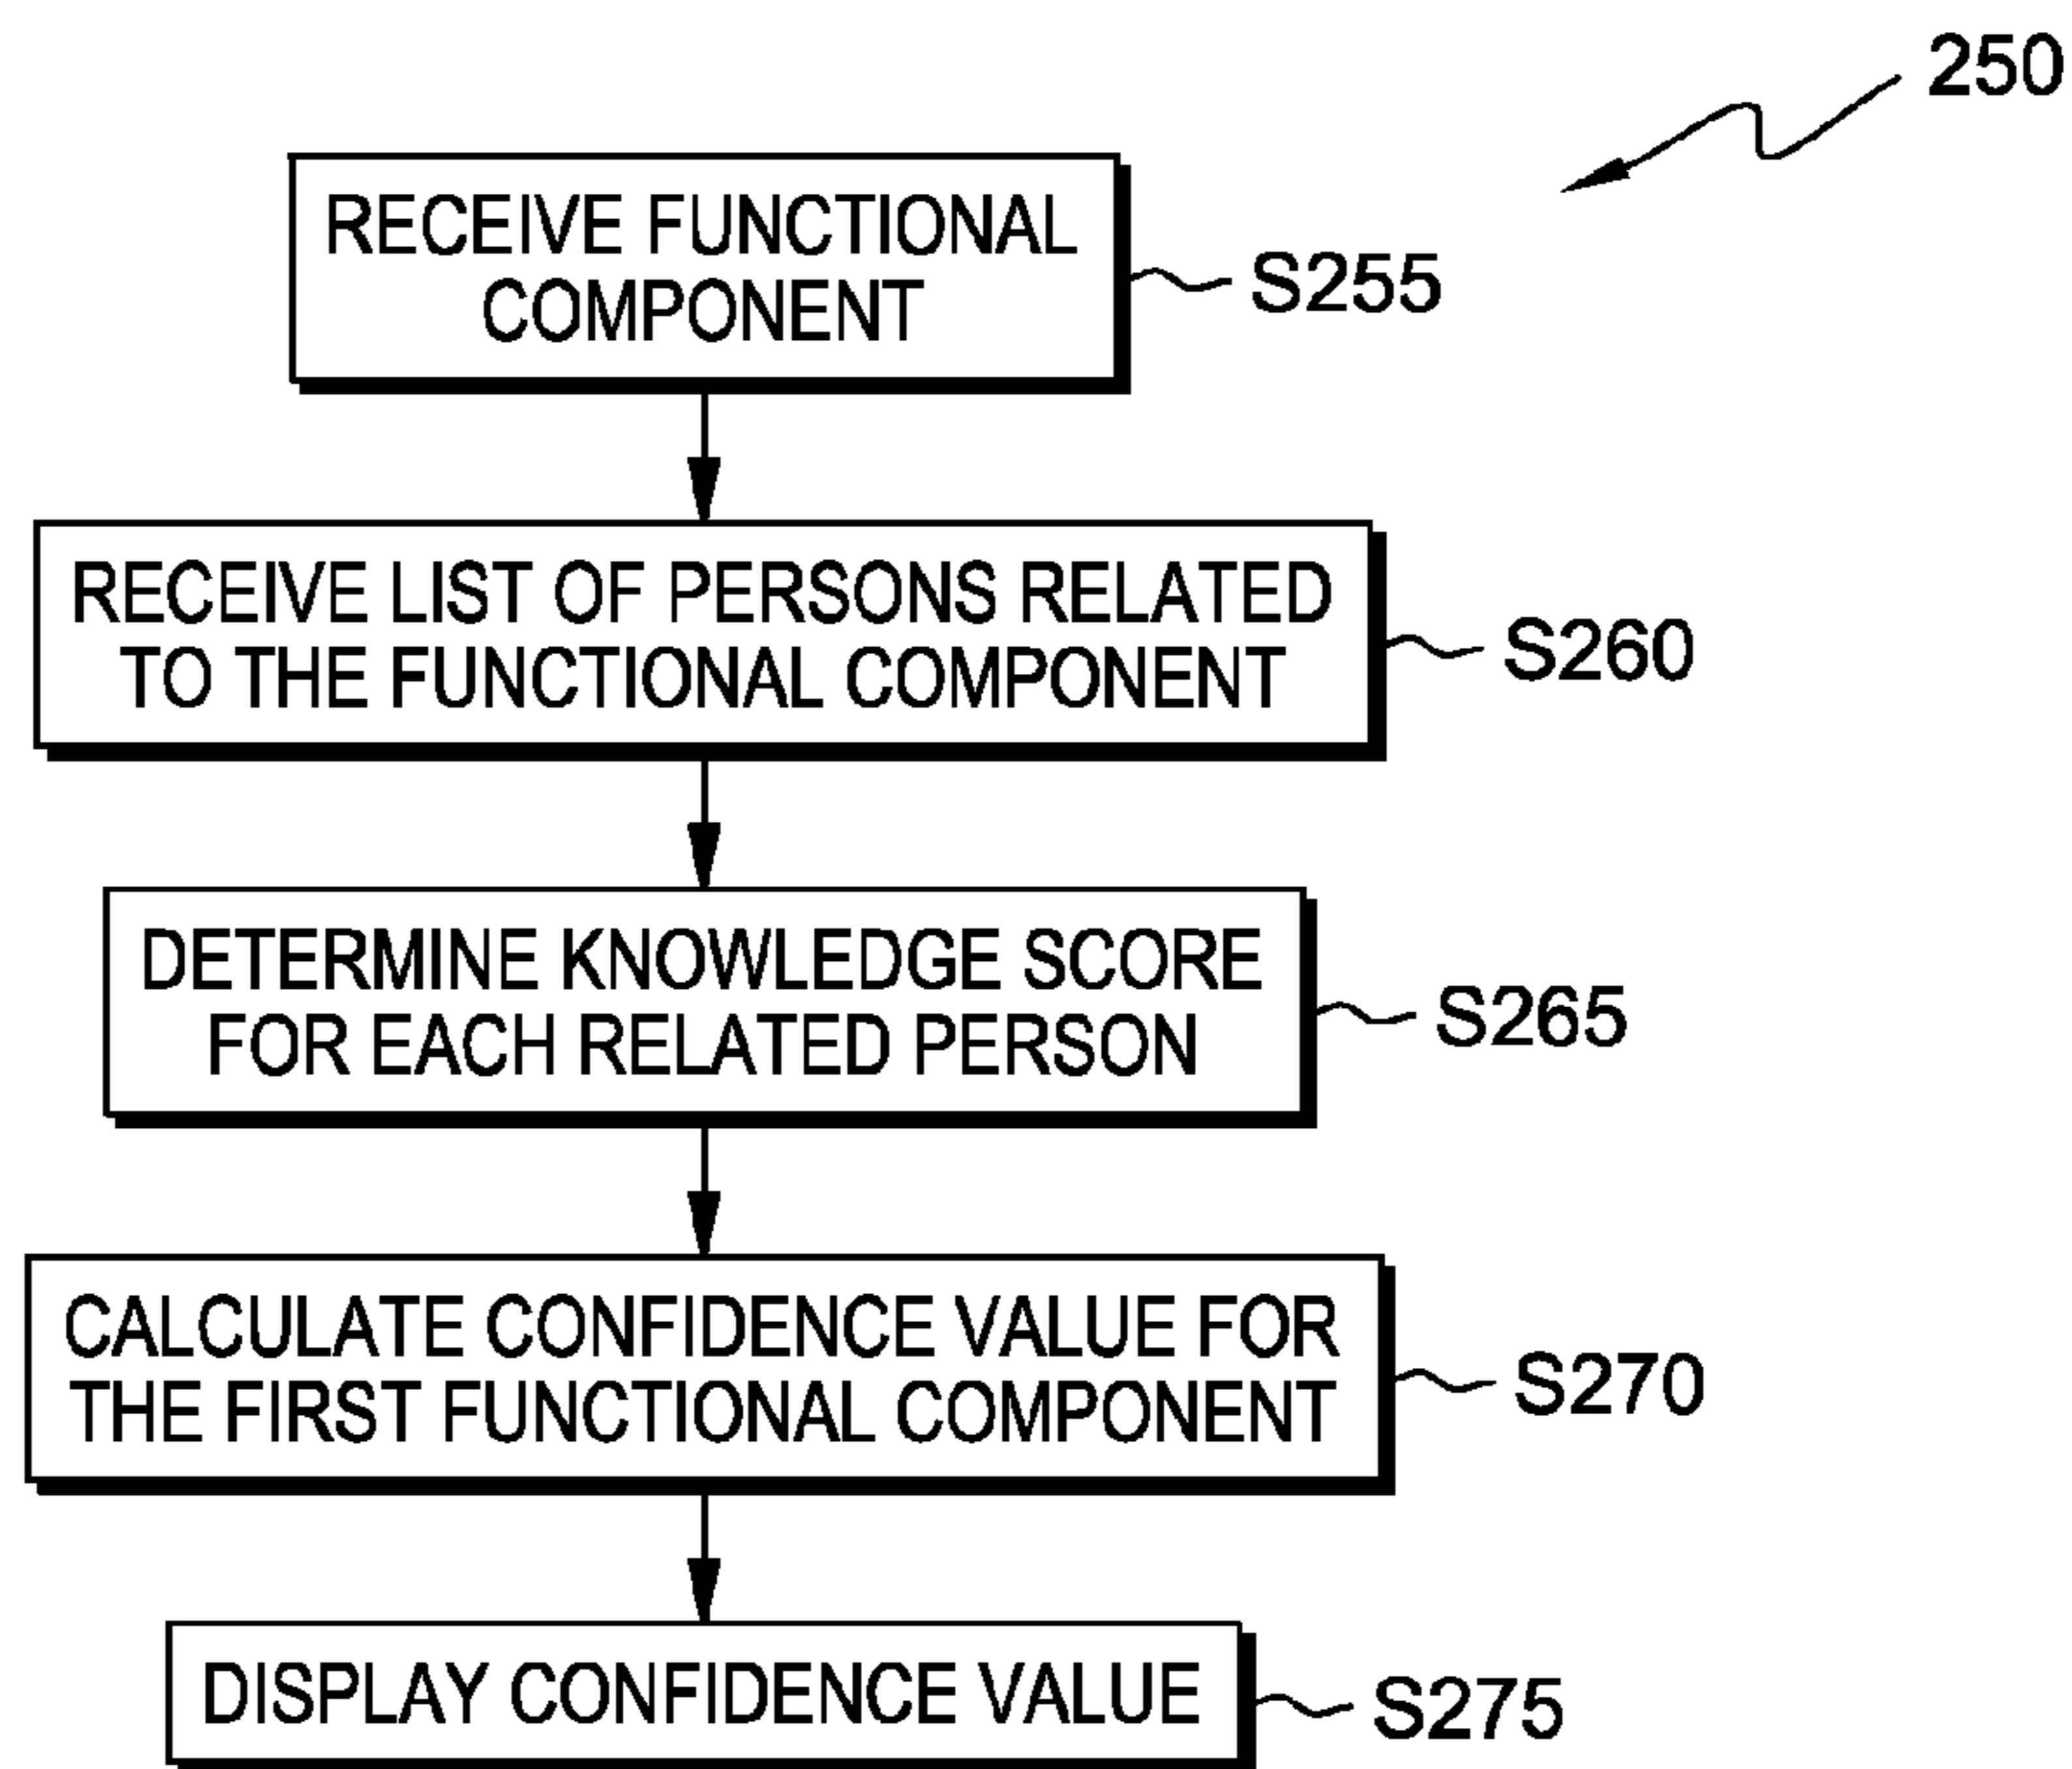 250
RECEIVE FUNCTIONAL
COMPONENT
S255
RECEIVE LIST OF PERSONS RELATED
TO THE FUNCTIONAL COMPONENT
S260
DETERMINE KNOWLEDGE SCORE
FOR EACH RELATED PERSON
S265
CALCULATE CONFIDENCE VALUE FOR
THE FIRST FUNCTIONAL COMPONENT
S270
DISPLAY CONFIDENCE VALUE
S275